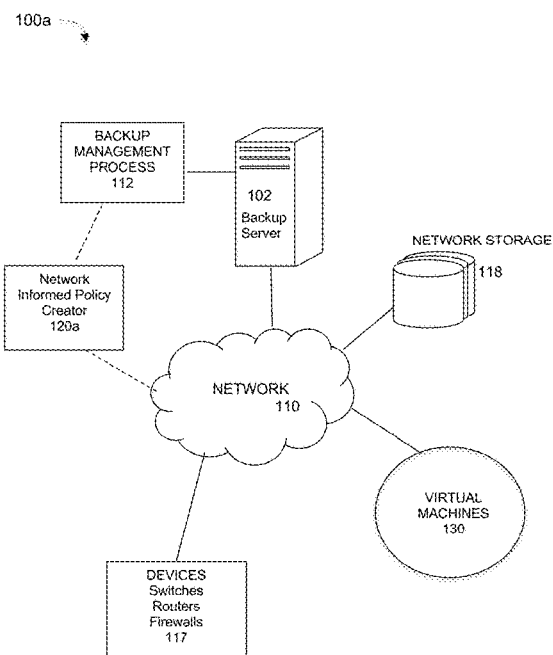 100a
BACKUP
MANAGEMENT
PROCESS
112
102
Backup
Server
NETWORK STORAGE
118
Network
Informed Policy
Creator
120a
NETWORK
110
VIRTUAL
MACHINES
130
DEVICES
Switches
Routers
Firewalls
117